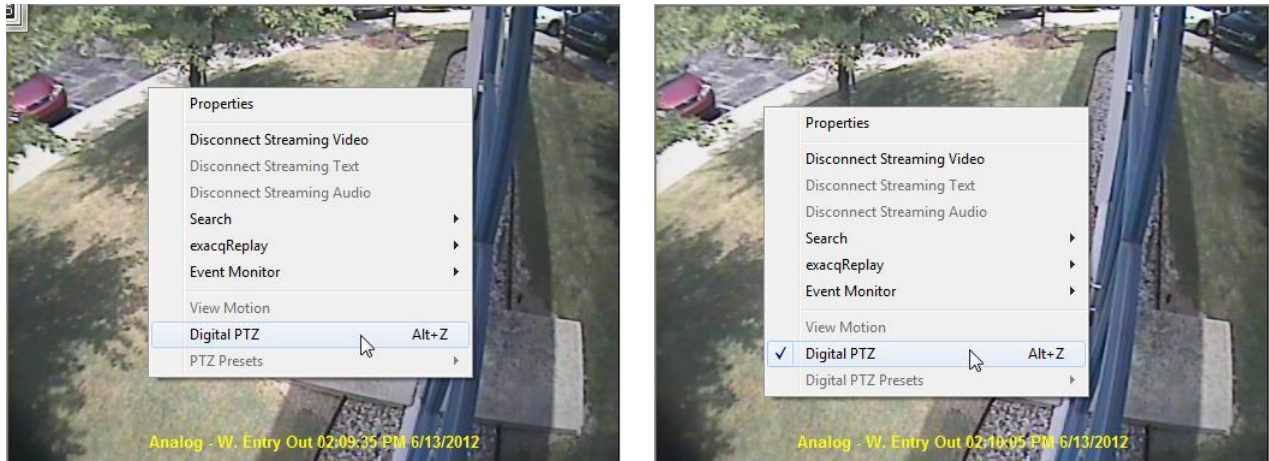 Properties
Disconnect Streaming Video
Disconnect Streaming Text
Disconnect Streaming Audio
Search
exacqReplay
Event Monitor
View Motion
Digital PTZ Alt+Z
PTZ Presets
Analog - W. Entry Out 02:09:35 PM 6/13/2012
Properties
Disconnect Streaming Video
Disconnect Streaming Text
Disconnect Streaming Audio
Search
exacqReplay
Event Monitor
View Motion
✓ Digital PTZ Alt+Z
Digital PTZ Presets
Analog - W. Entry Out 02:10:05 PM 6/13/2012